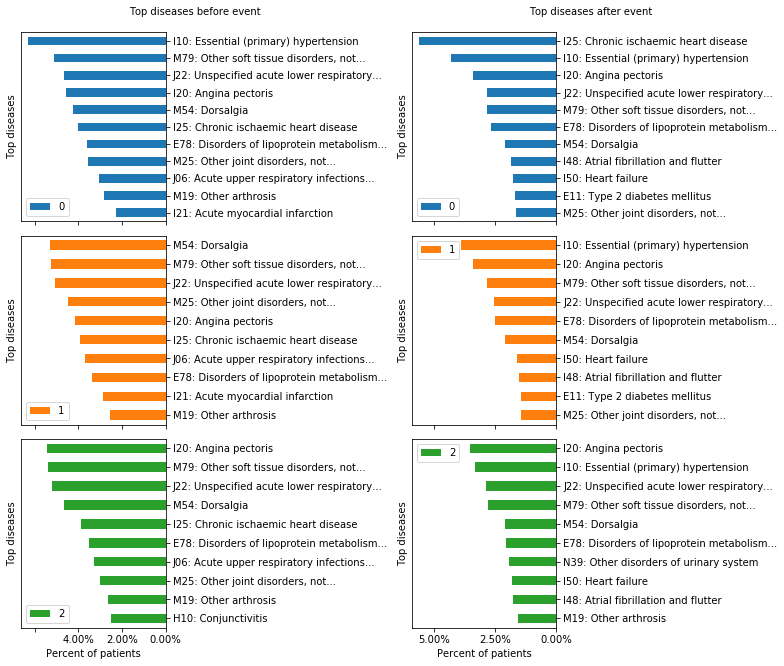 Top diseases before event
Top diseases
I10: Essential (primary) hypertension
M79: Other soft tissue disorders, not...
J22: Unspecified acute lower respiratory...
I20: Angina pectoris
M54: Dorsalgia
I25: Chronic ischaemic heart disease
E78: Disorders of lipoprotein metabolism...
M25: Other joint disorders, not...
J06: Acute upper respiratory infections...
M19: Other arthrosis
I21: Acute myocardial infarction
0
Top diseases
M54: Dorsalgia
M79: Other soft tissue disorders, not...
J22: Unspecified acute lower respiratory...
M25: Other joint disorders, not...
I20: Angina pectoris
I25: Chronic ischaemic heart disease
J06: Acute upper respiratory infections...
E78: Disorders of lipoprotein metabolism...
I21: Acute myocardial infarction
M19: Other arthrosis
1
Top diseases
I20: Angina pectoris
M79: Other soft tissue disorders, not...
J22: Unspecified acute lower respiratory...
M54: Dorsalgia
I25: Chronic ischaemic heart disease
E78: Disorders of lipoprotein metabolism...
J06: Acute upper respiratory infections...
M25: Other joint disorders, not...
M19: Other arthrosis
H10: Conjunctivitis
2
4.00% 2.00% 0.00%
Percent of patients
Top diseases after event
Top diseases
I25: Chronic ischaemic heart disease
I10: Essential (primary) hypertension
I20: Angina pectoris
J22: Unspecified acute lower respiratory...
M79: Other soft tissue disorders, not...
E78: Disorders of lipoprotein metabolism...
M54: Dorsalgia
I48: Atrial fibrillation and flutter
I50: Heart failure
E11: Type 2 diabetes mellitus
M25: Other joint disorders, not...
0
Top diseases
1
I10: Essential (primary) hypertension
I20: Angina pectoris
M79: Other soft tissue disorders, not...
J22: Unspecified acute lower respiratory...
E78: Disorders of lipoprotein metabolism...
M54: Dorsalgia
I50: Heart failure
I48: Atrial fibrillation and flutter
E11: Type 2 diabetes mellitus
M25: Other joint disorders, not...
Top diseases
2
I20: Angina pectoris
I10: Essential (primary) hypertension
J22: Unspecified acute lower respiratory...
M79: Other soft tissue disorders, not...
M54: Dorsalgia
E78: Disorders of lipoprotein metabolism...
N39: Other disorders of urinary system
I50: Heart failure
I48: Atrial fibrillation and flutter
M19: Other arthrosis
5.00% 2.50% 0.00%
Percent of patients